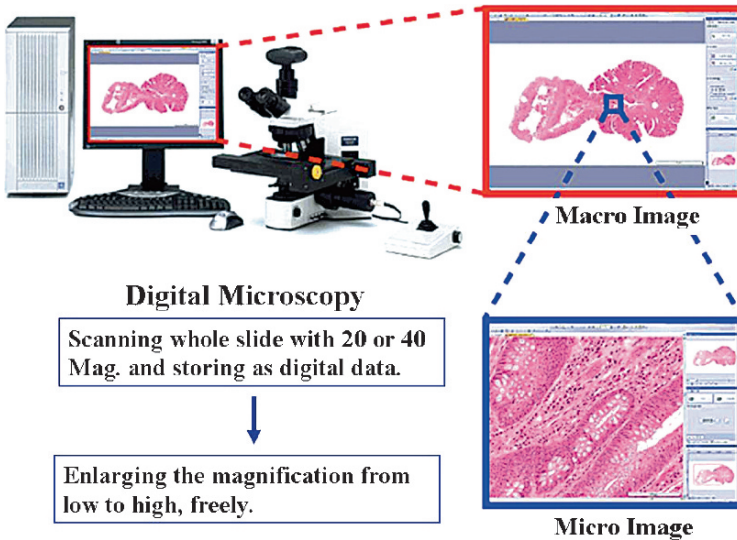 Macro Image
Digital Microscopy
Scanning whole slide with 20 or 40
Mag. and storing as digital data.
Enlarging the magnification from
low to high, freely.
Micro Image